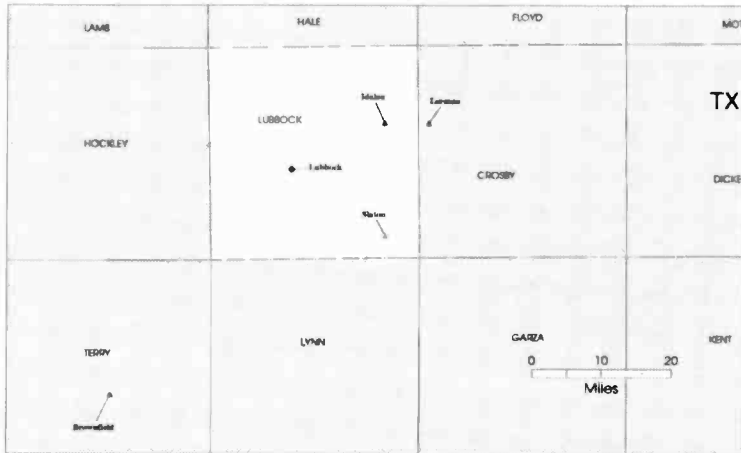 LAMB
HALE
FLOYD
MOT
TX
Idalou
Lorenzo
LUBBOCK
HOCKLEY
Lubbock
CROSBY
DICKE
Slaton
LYNN
GARZA
KENT
TERRY
0 10 20
Miles
Brownfield